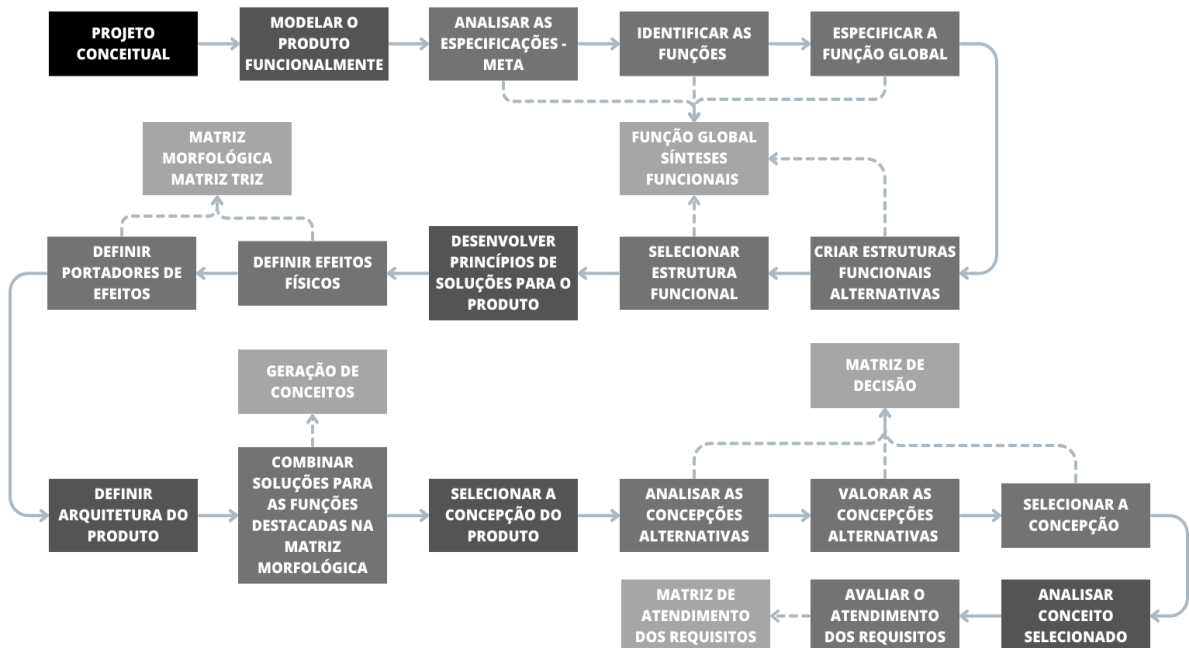 PROJETO
CONCEITUAL
MODELAR O
PRODUTO
FUNCIONALMENTE
ANALISAR AS
ESPECIFICAÇÕES -
META
IDENTIFICAR AS
FUNÇÕES
ESPECIFICAR A
FUNÇÃO GLOBAL
MATRIZ
MORFOLÓGICA
MATRIZ TRIZ
FUNÇÃO GLOBAL
SÍNTESES
FUNCIONAIS
DEFINIR
PORTADORES DE
EFEITOS
DEFINIR EFEITOS
FÍSICOS
DESENVOLVER
PRINCÍPIOS DE
SOLUÇÕES PARA O
PRODUTO
SELECIONAR
ESTRUTURA
FUNCIONAL
CRIAR ESTRUTURAS
FUNCIONAIS
ALTERNATIVAS
GERAÇÃO DE
CONCEITOS
MATRIZ DE
DECISÃO
DEFINIR
ARQUITETURA DO
PRODUTO
COMBINAR
SOLUÇÕES PARA
AS FUNÇÕES
DESTACADAS NA
MATRIZ
MORFOLÓGICA
SELECIONAR A
CONCEPÇÃO DO
PRODUTO
ANALISAR AS
CONCEPÇÕES
ALTERNATIVAS
VALORAR AS
CONCEPÇÕES
ALTERNATIVAS
SELECIONAR A
CONCEPÇÃO
MATRIZ DE
ATENDIMENTO
DOS REQUISITOS
AVALIAR O
ATENDIMENTO
DOS REQUISITOS
ANALISAR
CONCEITO
SELECIONADO